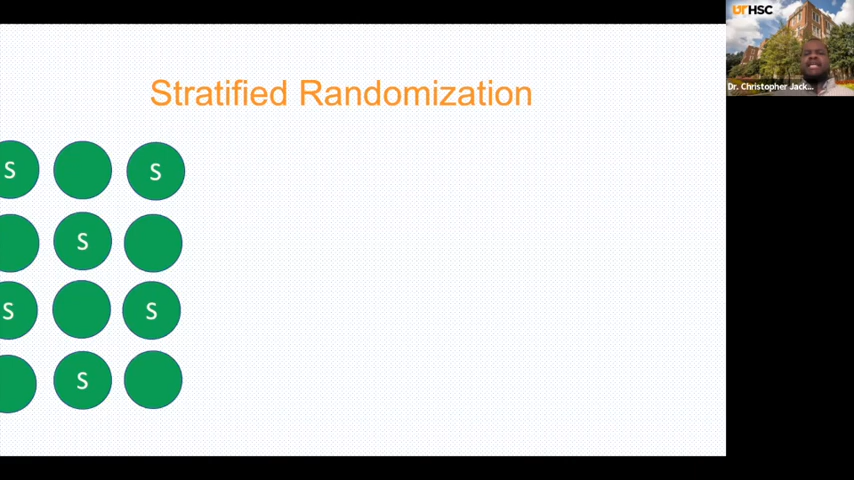 UTHSC
Dr. Christopher Jack...
Stratified Randomization
S S
S
S S
S